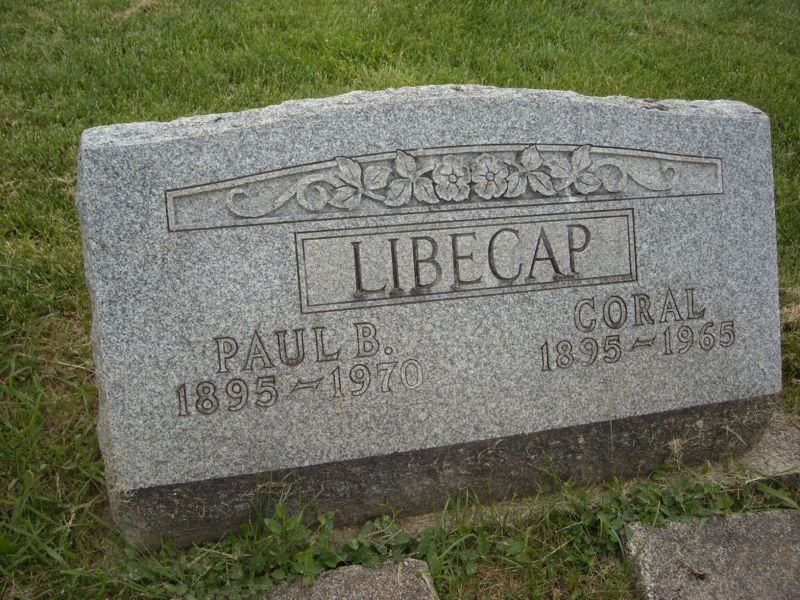 LIBECAP
PAUL B.
1895-1970
CORAL
1895-1965